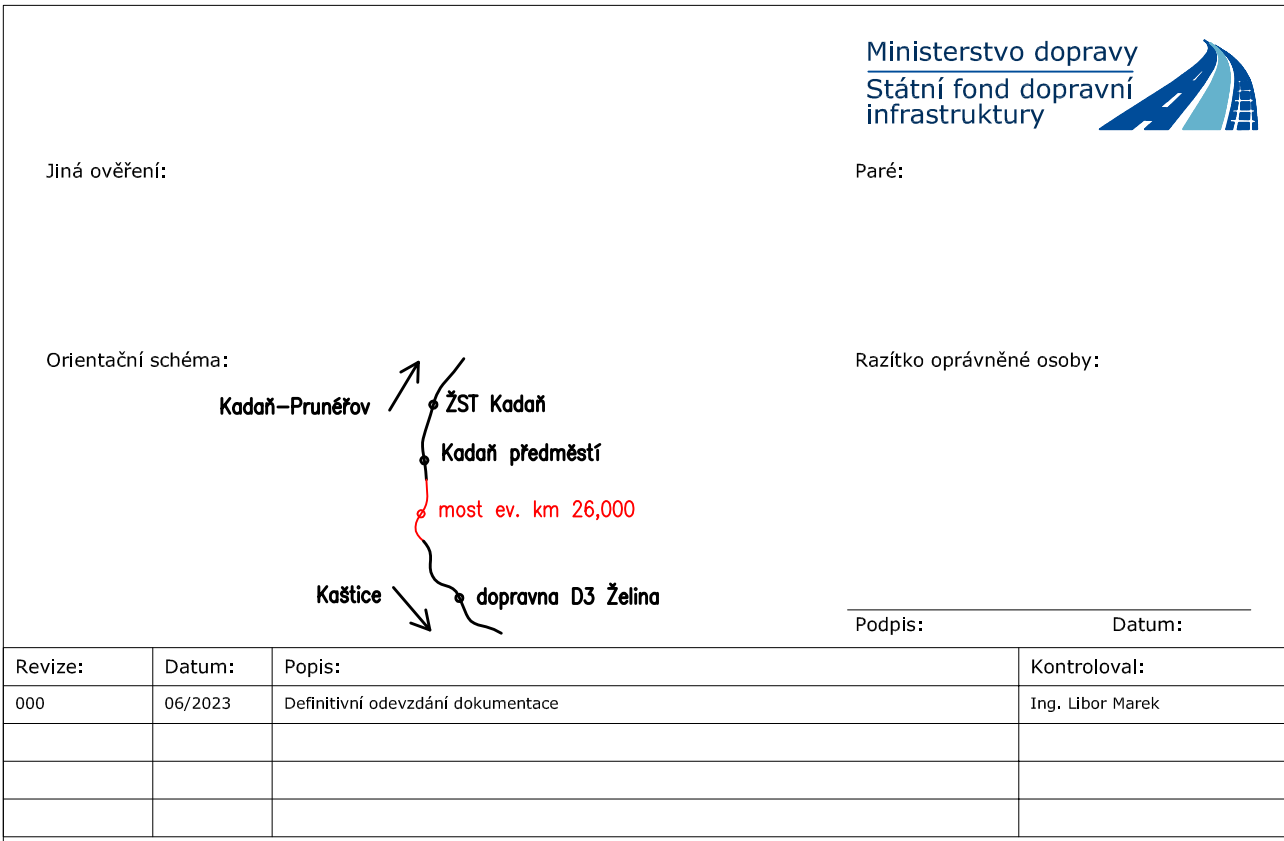 Ministerstvo dopravy
Státní fond dopravní
infrastruktury
Jiná ověření:
Paré:
Orientační schéma:
Razítko oprávněné osoby:
Kadaň-Prunéřov
ŽST Kadaň
Kadaň předměstí
most ev. km 26,000
Kaštice
dopravna D3 Želina
Podpis: Datum:
Revize: Datum: Popis: Kontroloval:
000 06/2023 Definitivní odevzdání dokumentace Ing. Libor Marek